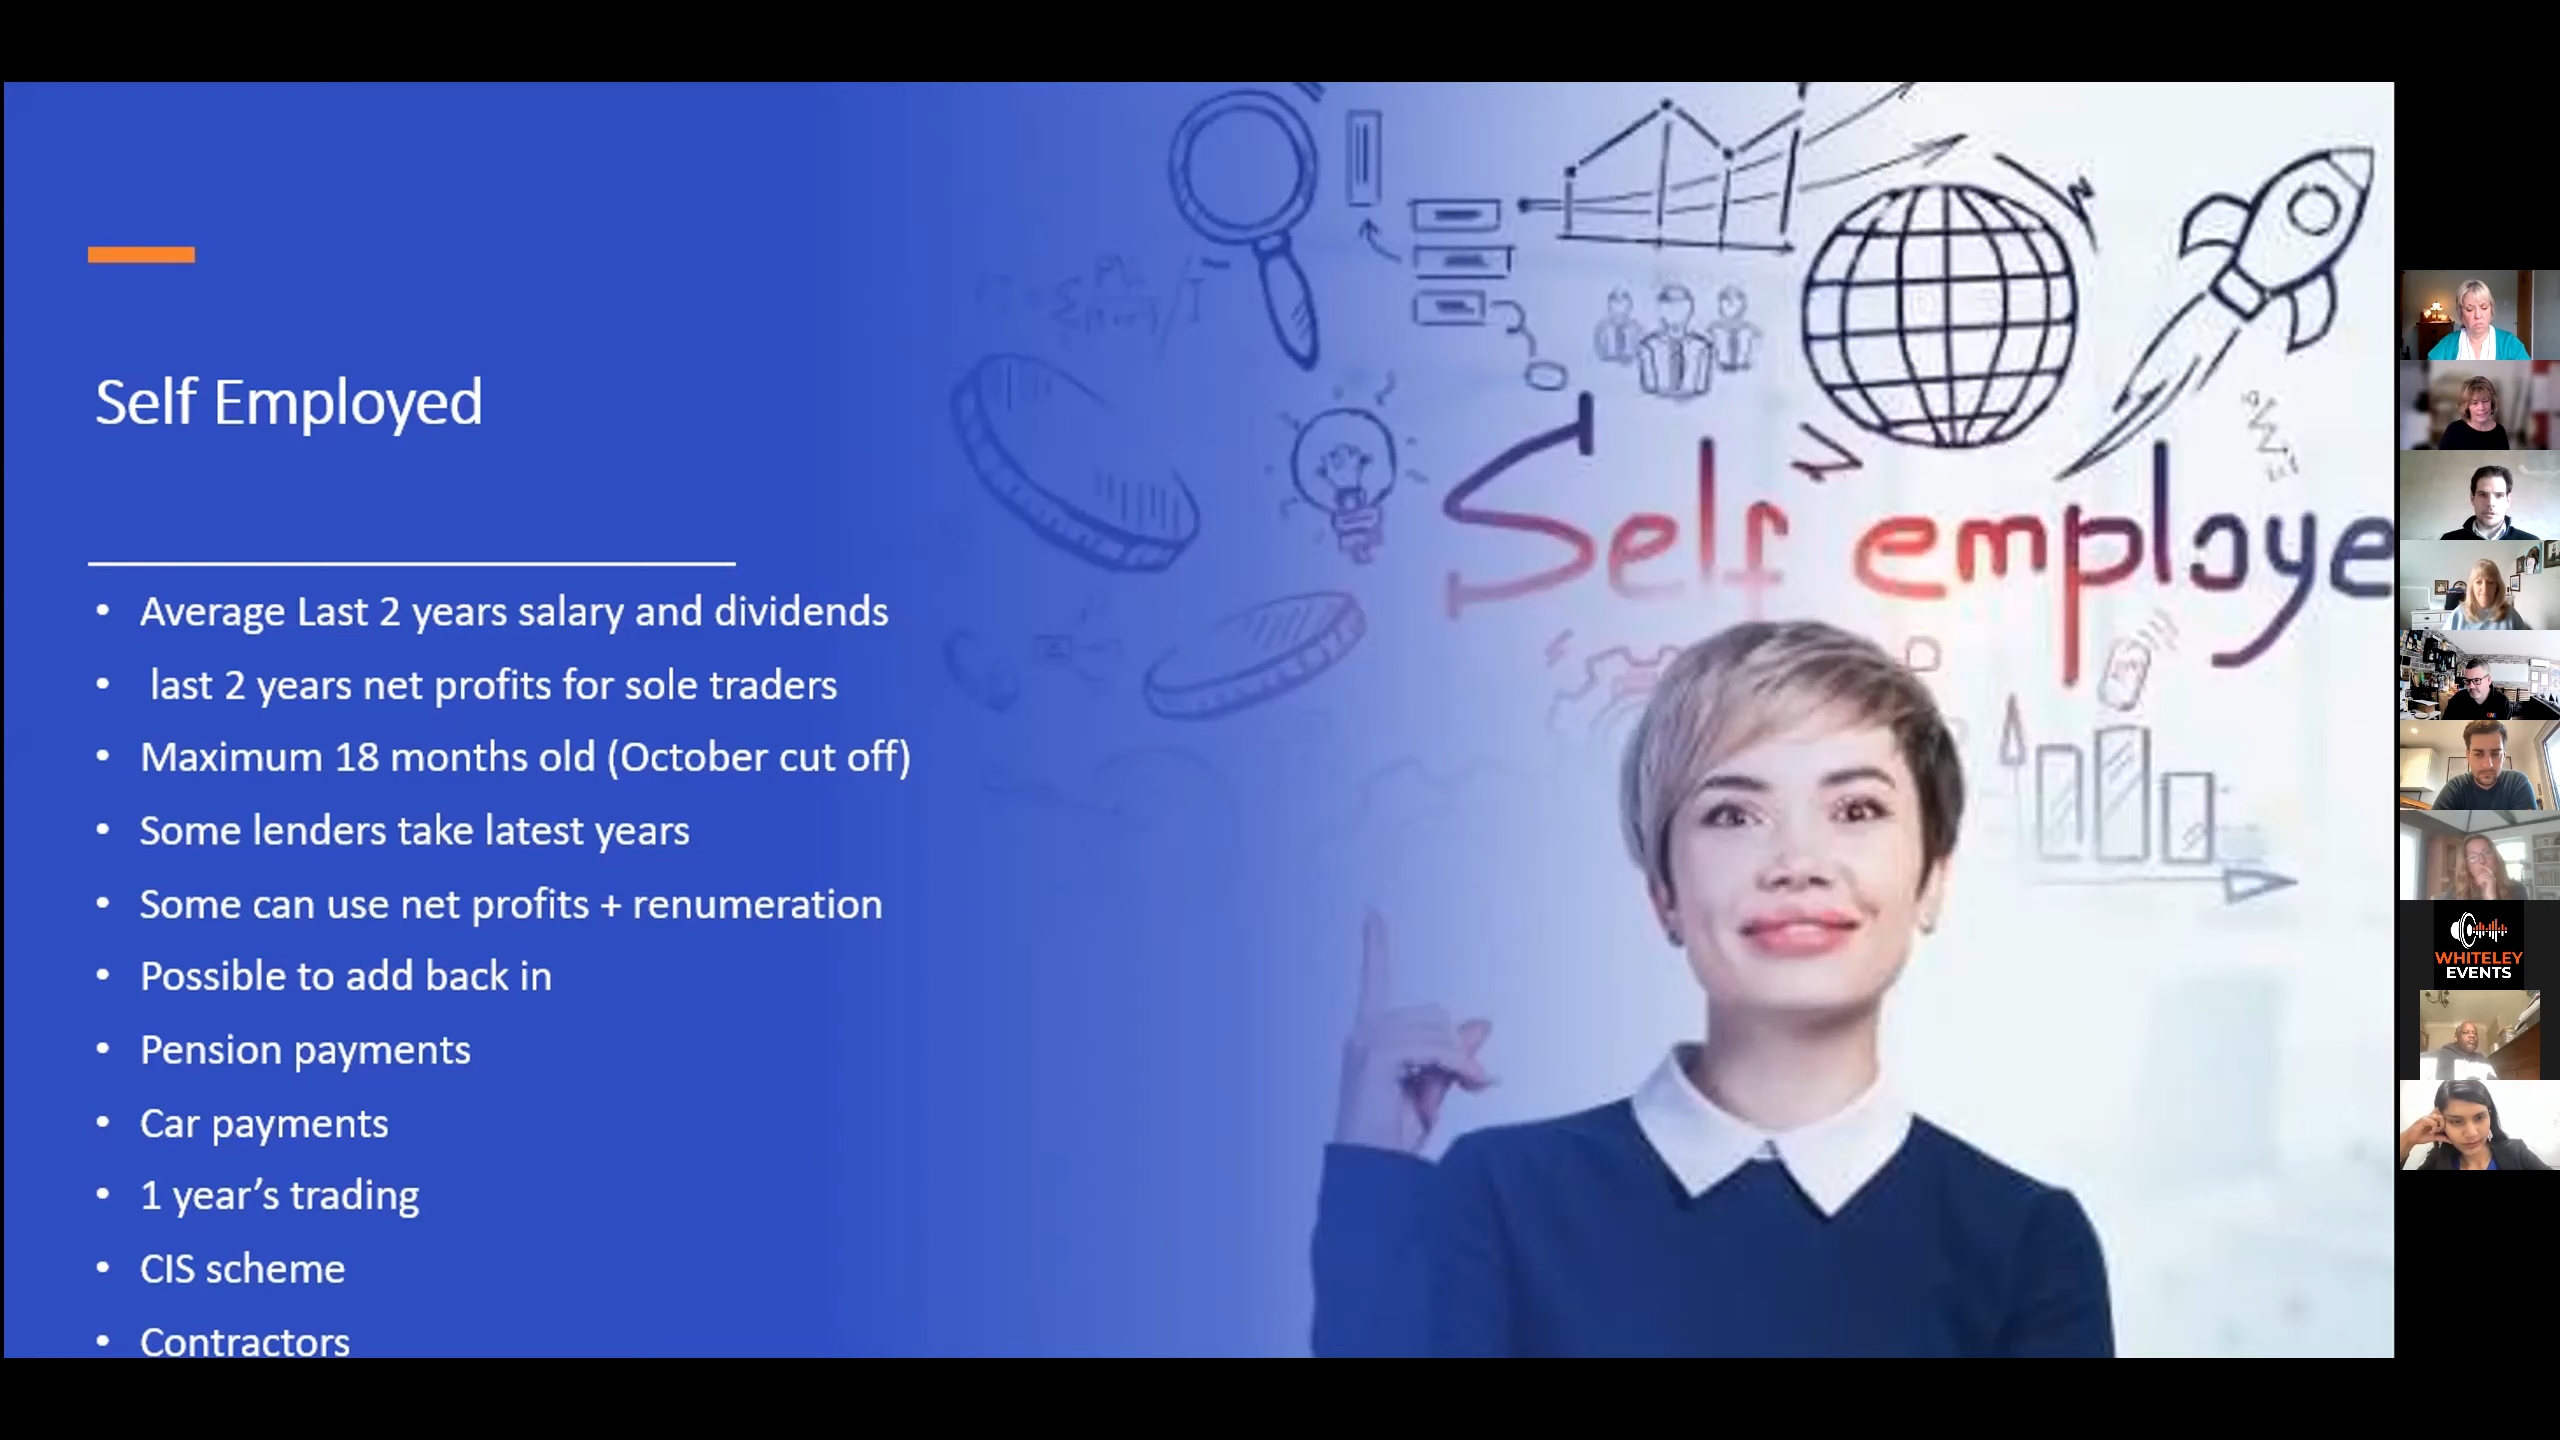 Self Employed
• Average Last 2 years salary and dividends
• last 2 years net profits for sole traders
• Maximum 18 months old (October cut off)
• Some lenders take latest years
• Some can use net profits + renumeration
• Possible to add back in
• Pension payments
• Car payments
• 1 year’s trading
• CIS scheme
• Contractors
Self employe
WHITELEY
EVENTS